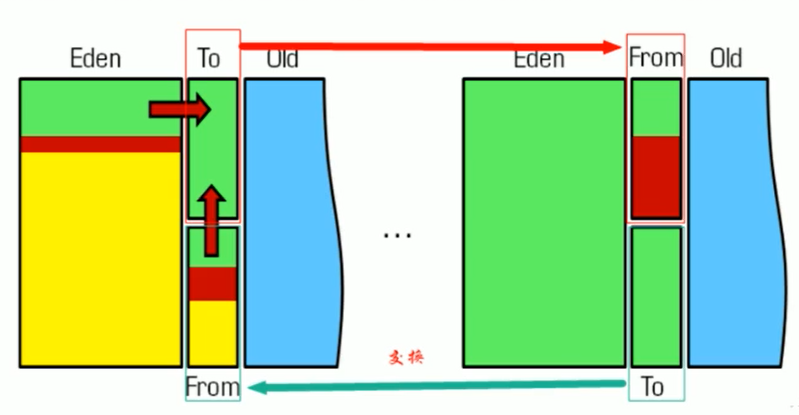 Eden To Old
Eden From Old
...
交换
From
To